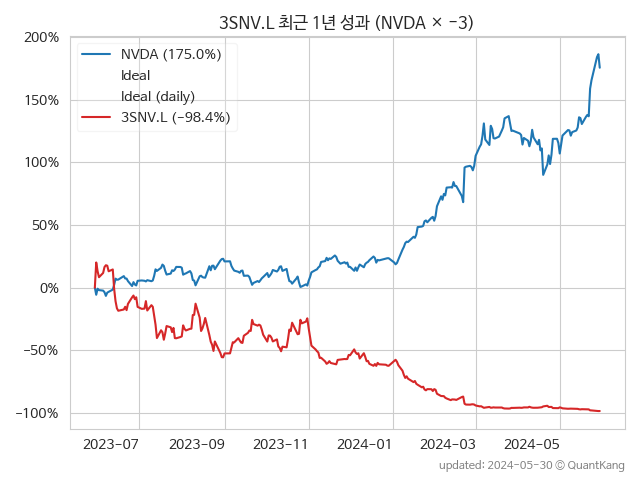 3SNV.L 최근 1년 성과 (NVDA × −3)
200%
150%
100%
50%
0%
−50%
−100%
NVDA (175.0%)
Ideal
Ideal (daily)
3SNV.L (−98.4%)
2023−07
2023−09
2023−11
2024−01
2024−03
2024−05
updated: 2024−05−30 © QuantKang